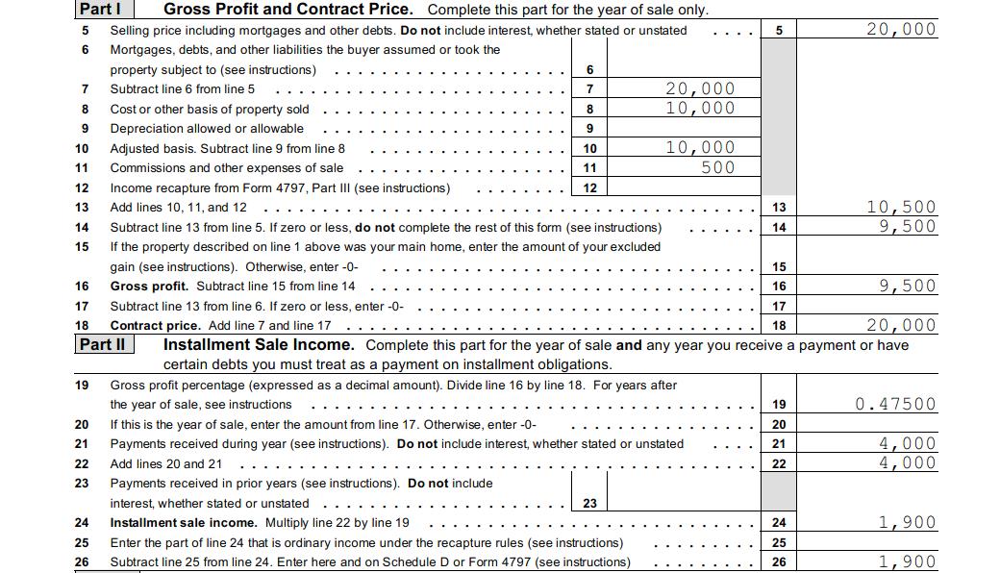 Part I Gross Profit and Contract Price. Complete this part for the year of sale only.
5 Selling price including mortgages and other debts. Do not include interest, whether stated or unstated . . . . 5 20,000
6 Mortgages, debts, and other liabilities the buyer assumed or took the
property subject to (see instructions) . . . . . . . . . . . . . . . . . . . . 6
7 Subtract line 6 from line 5 . . . . . . . . . . . . . . . . . . . . . . . . . 7 20,000
8 Cost or other basis of property sold . . . . . . . . . . . . . . . . . . . . . 8 10,000
9 Depreciation allowed or allowable . . . . . . . . . . . . . . . . . . . . . 9
10 Adjusted basis. Subtract line 9 from line 8 . . . . . . . . . . . . . . . . . 10 10,000
11 Commissions and other expenses of sale . . . . . . . . . . . . . . . . . . 11 500
12 Income recapture from Form 4797, Part III (see instructions) . . . . . . . . 12
13 Add lines 10, 11, and 12 . . . . . . . . . . . . . . . . . . . . . . . . . . . . . . . . . . . . . . . . . . 13 10,500
14 Subtract line 13 from line 5. If zero or less, do not complete the rest of this form (see instructions) . . . . . . 14 9,500
15 If the property described on line 1 above was your main home, enter the amount of your excluded
gain (see instructions). Otherwise, enter -0- . . . . . . . . . . . . . . . . . . . . . . . . . . . . . . . . 15
16 Gross profit. Subtract line 15 from line 14 . . . . . . . . . . . . . . . . . . . . . . . . . . . . . . . . . 16 9,500
17 Subtract line 13 from line 6. If zero or less, enter -0- . . . . . . . . . . . . . . . . . . . . . . . . . . . . . 17
18 Contract price. Add line 7 and line 17 . . . . . . . . . . . . . . . . . . . . . . . . . . . . . . . . . . . 18 20,000
Part II Installment Sale Income. Complete this part for the year of sale and any year you receive a payment or have
certain debts you must treat as a payment on installment obligations.
19 Gross profit percentage (expressed as a decimal amount). Divide line 16 by line 18. For years after
the year of sale, see instructions . . . . . . . . . . . . . . . . . . . . . . . . . . . . . . . . . . . . . . 19 0.47500
20 If this is the year of sale, enter the amount from line 17. Otherwise, enter -0- . . . . . . . . . . . . . . . . 20
21 Payments received during year (see instructions). Do not include interest, whether stated or unstated . . . . 21 4,000
22 Add lines 20 and 21 . . . . . . . . . . . . . . . . . . . . . . . . . . . . . . . . . . . . . . . . . . . . 22 4,000
23 Payments received in prior years (see instructions). Do not include
interest, whether stated or unstated . . . . . . . . . . . . . . . . . . . . . 23
24 Installment sale income. Multiply line 22 by line 19 . . . . . . . . . . . . . . . . . . . . . . . . . . . . 24 1,900
25 Enter the part of line 24 that is ordinary income under the recapture rules (see instructions) . . . . . . . . . 25
26 Subtract line 25 from line 24. Enter here and on Schedule D or Form 4797 (see instructions) . . . . . . . . . 26 1,900